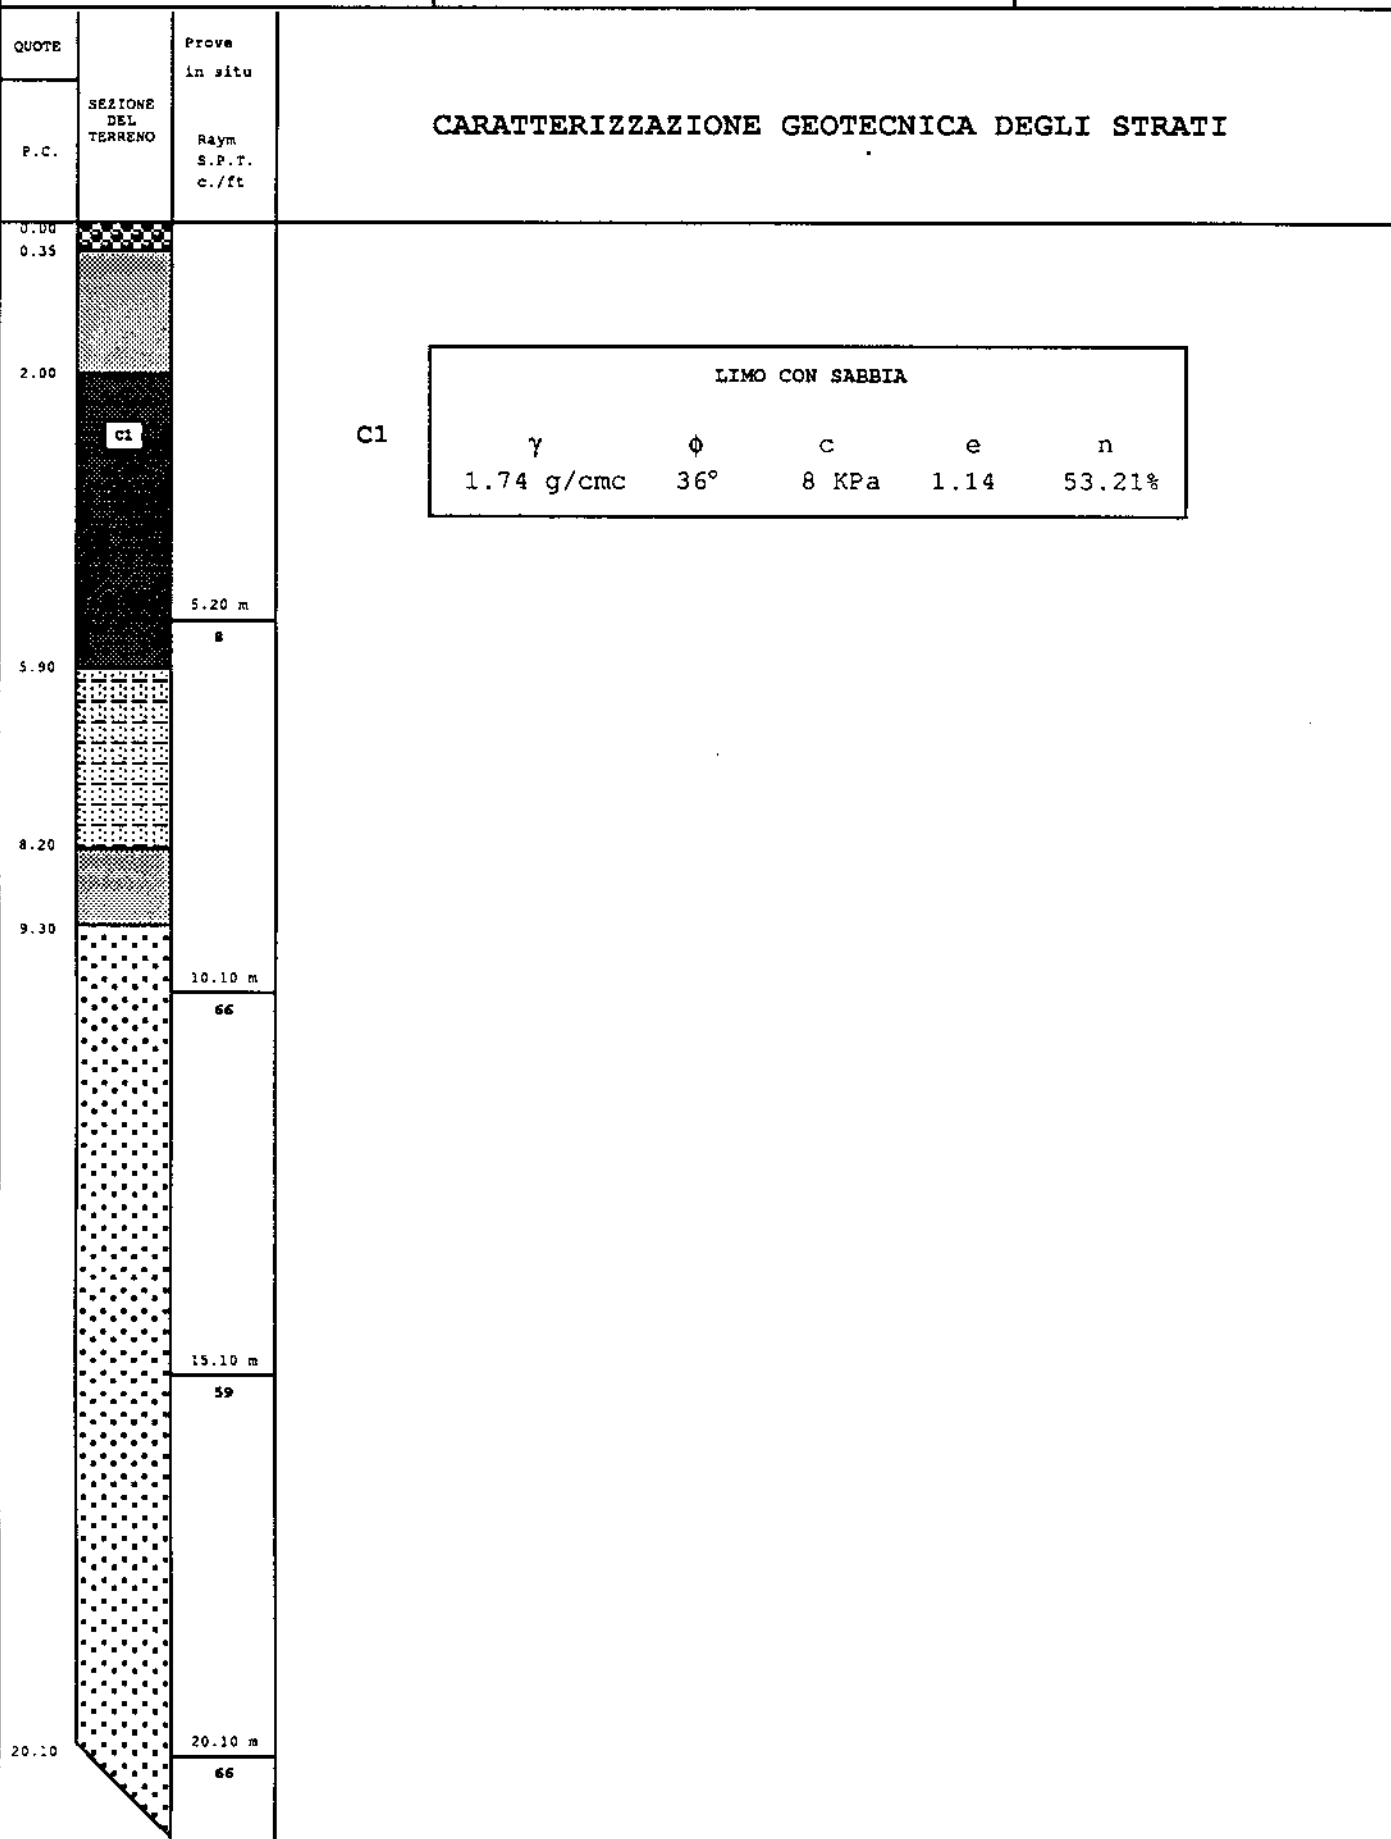 QUOTE
P.C.
SEZIONE
DEL
TERRENO
Prove
in situ
Raym
S.P.T.
c./ft
CARATTERIZZAZIONE GEOTECNICA DEGLI STRATI
0.00
0.35
2.00
C1
5.90
8.20
9.30
20.10
5.20 m
8
10.10 m
66
15.10 m
59
20.10 m
66
C1
LIMO CON SABBIA
γ ϕ c e n
1.74 g/cmc 36° 8 KPa 1.14 53.21%